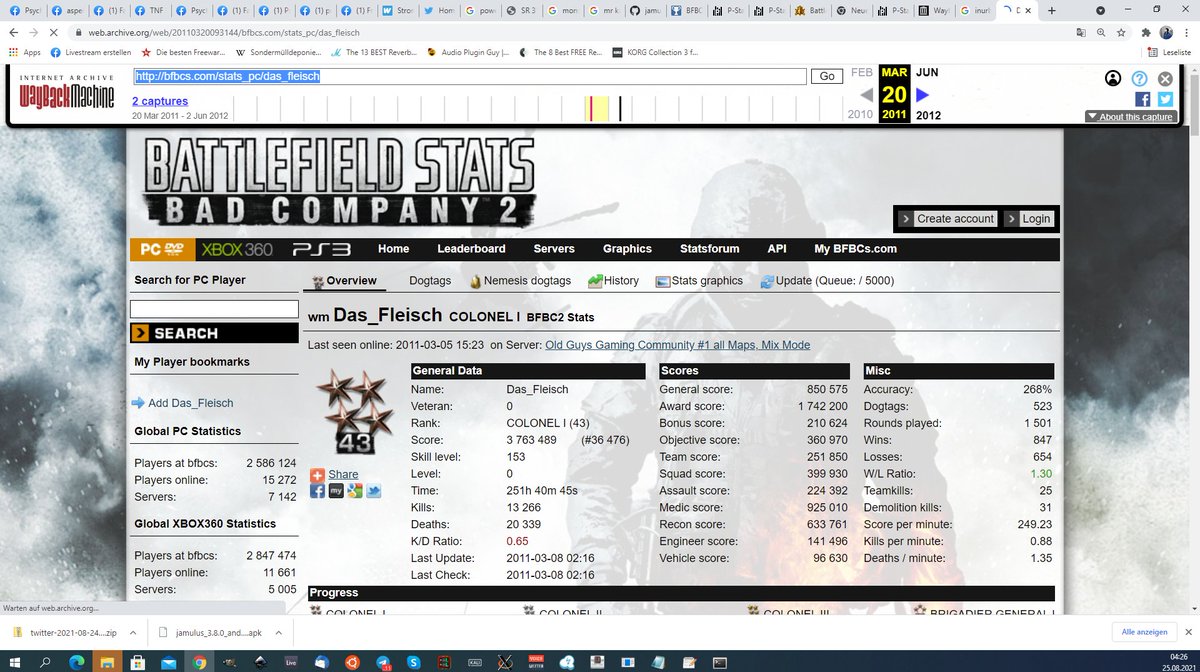 Psycl
aspe
(1) Fa
TNF
Psycl
(1) Fa
(1) P
(1) p
(1) F
Stron
Hom
pow
SR 3
mon
mr k
jamu
BFBC
P-Sta
P-Sta
Battl
Neu
P-Sta
Way
inurl
D
web.archive.org/web/20110320093144/bfbcs.com/stats_pc/das_fleisch
Apps
Livestream erstellen
Die besten Freewar...
Sondermülldeponie...
The 13 BEST Reverb...
Audio Plugin Guy |...
The 8 Best FREE Re...
KORG Collection 3 f...
Leseliste
INTERNET ARCHIVE
WayBackMachine
http://bfbcs.com/stats_pc/das_fleisch
Go
FEB
MAR
JUN
2 captures
20
20 Mar 2011 - 2 Jun 2012
2010
2011
2012
About this capture
BATTLEFIELD STATS
BAD COMPANY 2
Create account
Login
PC DVD
XBOX 360
PS3
Home
Leaderboard
Servers
Graphics
Statsforum
API
My BFBCs.com
Search for PC Player
SEARCH
My Player bookmarks
Add Das_Fleisch
Global PC Statistics
Players at bfbcs: 2 586 124
Players online: 15 272
Servers: 7 142
Global XBOX360 Statistics
Players at bfbcs: 2 847 474
Players online: 11 661
Servers: 5 005
Overview
Dogtags
Nemesis dogtags
History
Stats graphics
Update (Queue: / 5000)
wm Das_Fleisch COLONEL I BFBC2 Stats
Last seen online: 2011-03-05 15:23 on Server: Old Guys Gaming Community #1 all Maps, Mix Mode
43
Share
General Data
Name: Das_Fleisch
Veteran: 0
Rank: COLONEL I (43)
Score: 3 763 489 (#36 476)
Skill level: 153
Level: 0
Time: 251h 40m 45s
Kills: 13 266
Deaths: 20 339
K/D Ratio: 0.65
Last Update: 2011-03-08 02:16
Last Check: 2011-03-08 02:16
Scores
General score: 850 575
Award score: 1 742 200
Bonus score: 210 624
Objective score: 360 970
Team score: 251 850
Squad score: 399 930
Assault score: 224 392
Medic score: 925 010
Recon score: 633 761
Engineer score: 141 496
Vehicle score: 96 630
Misc
Accuracy: 268%
Dogtags: 523
Rounds played: 1 501
Wins: 847
Losses: 654
W/L Ratio: 1.30
Teamkills: 25
Demolition kills: 31
Score per minute: 249.23
Kills per minute: 0.88
Deaths / minute: 1.35
Progress
COLONEL I
COLONEL II
COLONEL III
BRIGADIER GENERAL I
Warten auf web.archive.org...
twitter-2021-08-24....zip
jamulus_3.8.0_and....apk
Alle anzeigen
Live
04:26
25.08.2021